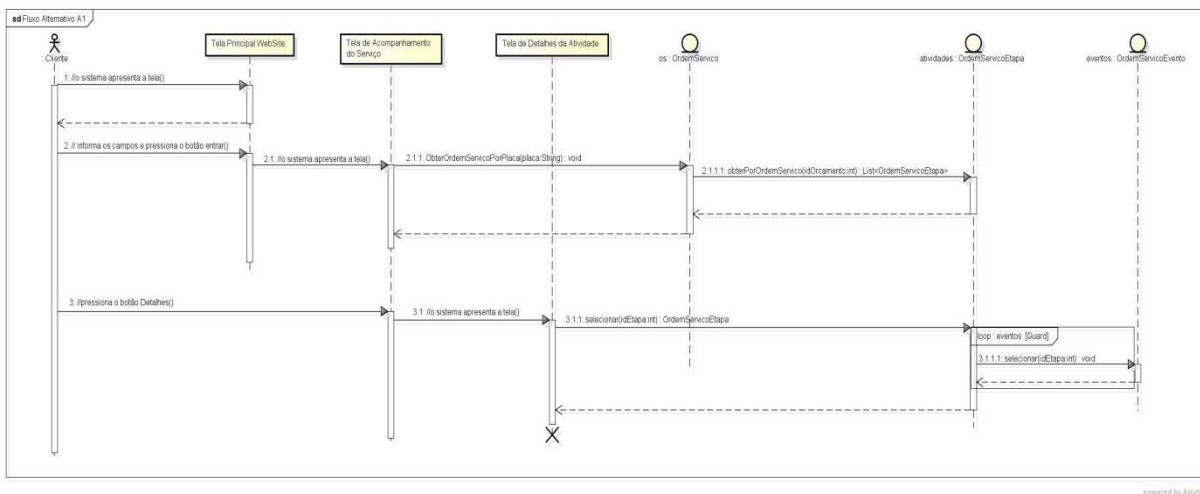 sd Fluxo Alternativo A1
: Cliente
Tela Principal WebSite
Tela de Acompanhamento
do Serviço
Tela de Detalhes da Atividade
os : OrdemServico
atividades : OrdemServicoEtapa
eventos : OrdemServicoEvento
1: //o sistema apresenta a tela()
2: // informa os campos e pressiona o botão entrar()
2.1: //o sistema apresenta a tela()
2.1.1: ObterOrdemServicoPorPlaca(placa:String) : void
2.1.1.1: obterPorOrdemServico(idOrcamento:int) : List<OrdemServicoEtapa>
3: //pressiona o botão Detalhes()
3.1: //o sistema apresenta a tela()
3.1.1: selecionar(idEtapa:int) : OrdemServicoEtapa
loop : eventos [Guard]
3.1.1.1: selecionar(idEtapa:int) : void
powered by Astah